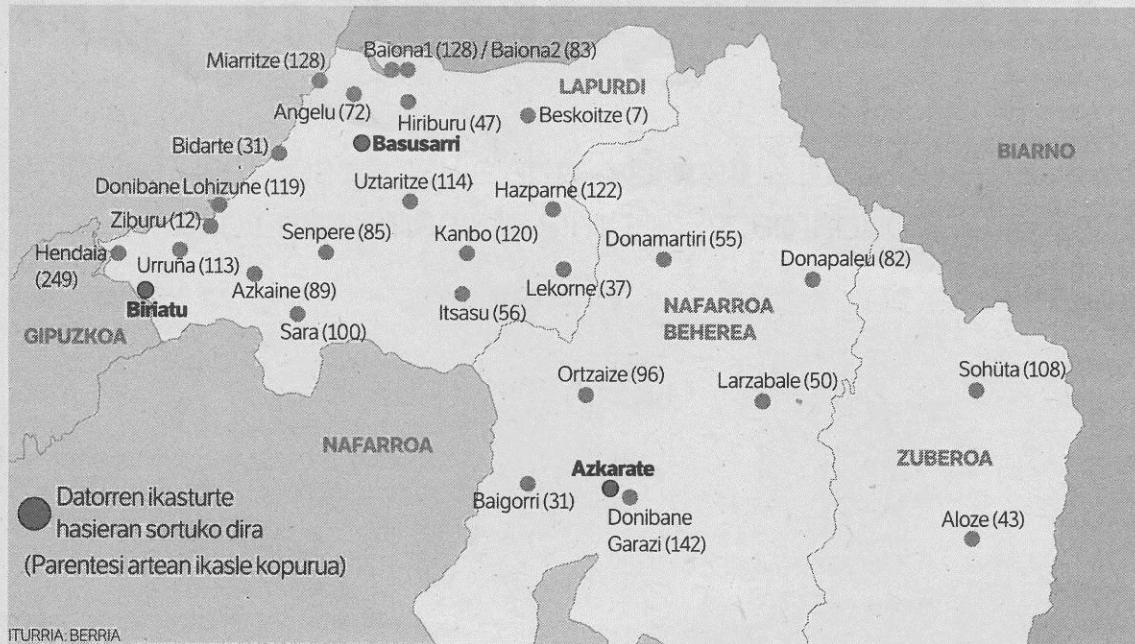 Baiona1 (128) / Baiona2 (83)
Miarritze (128)
LAPURDI
Angelu (72)
Hiriburu (47)
Beskoitze (7)
Basusarri
Bidarte (31)
BIARNO
Uztaritze (114)
Hazparne (122)
Donibane Lohizune (119)
Ziburu (12)
Senpere (85)
Kanbo (120)
Donamartiri (55)
Hendaia
(249)
Urruña (113)
Donapaleu (82)
Azkaine (89)
Lekorne (37)
Biriatu
Itsasu (56)
NAFARROA
BEHEREA
GIPUZKOA
Sara (100)
Ortzaize (96)
Larzabale (50)
Sohüta (108)
NAFARROA
ZUBEROA
Azkarate
Baigorri (31)
Donibane
Garazi (142)
Aloze (43)
Datorren ikasturte
hasieran sortuko dira
(Parentesi artean ikasle kopurua)
ITURRIA: BERRIA